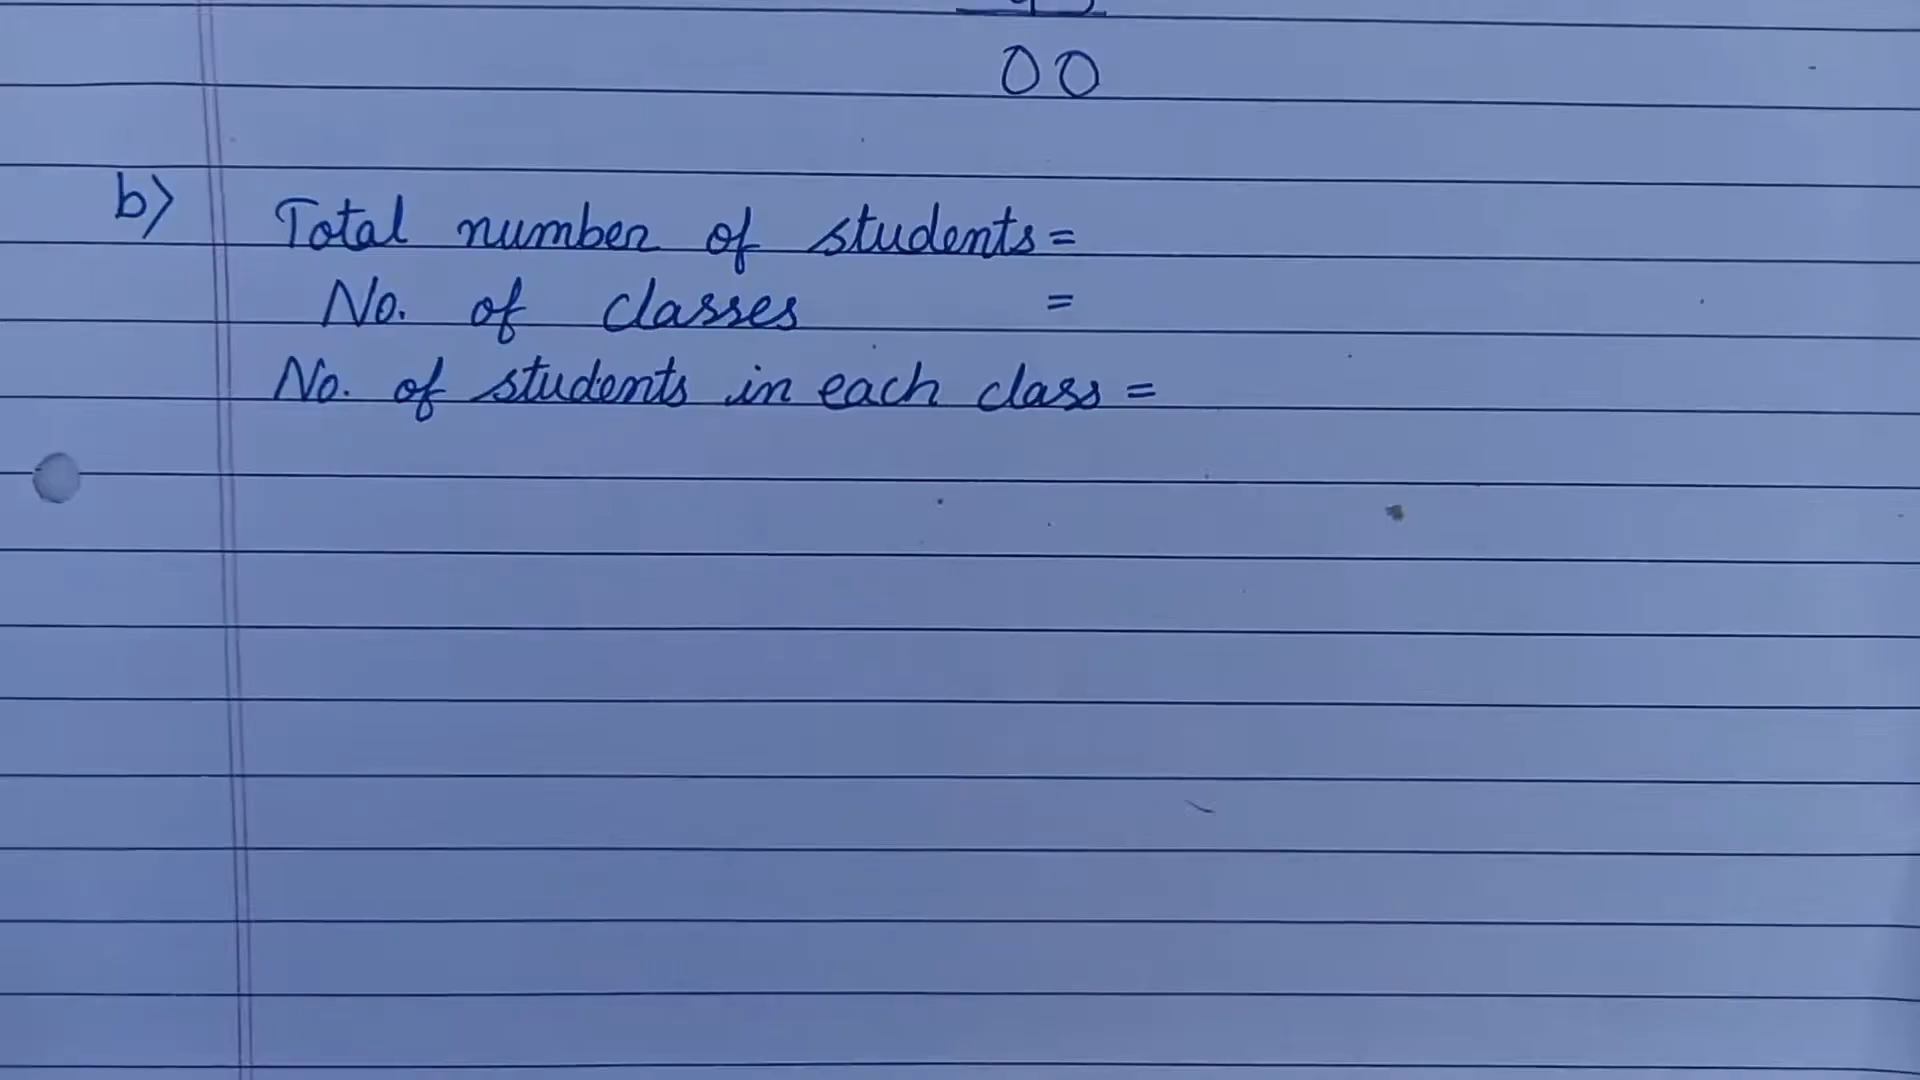 00
b) Total number of students =
No. of classes =
No. of students in each class =